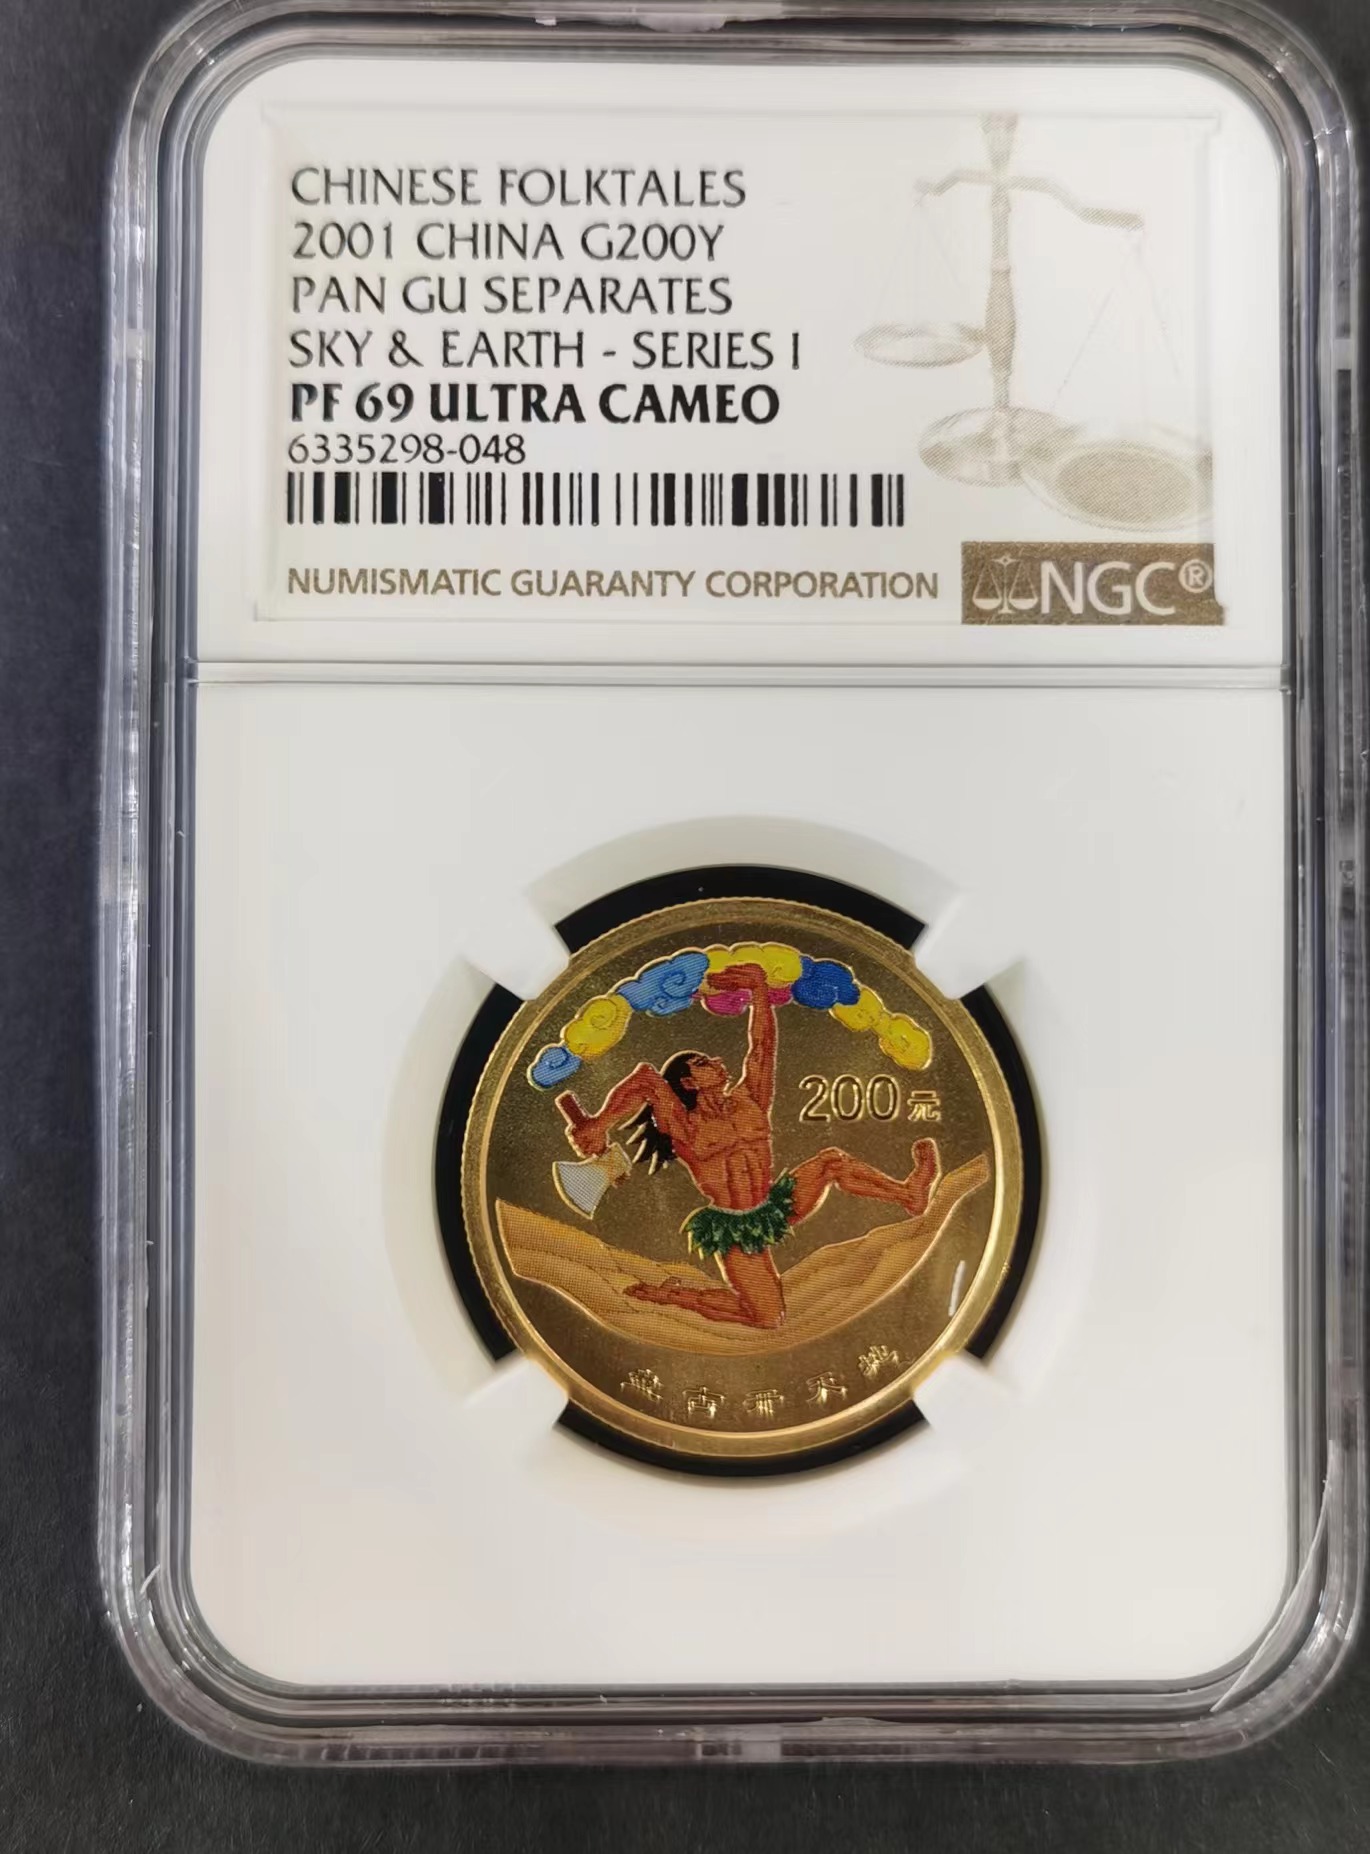 CHINESE FOLKTALES
2001 CHINA G200Y
PAN GU SEPARATES
SKY & EARTH - SERIES I
PF 69 ULTRA CAMEO
6335298-048
NUMISMATIC GUARANTY CORPORATION NGC®
200元
盘古开天地